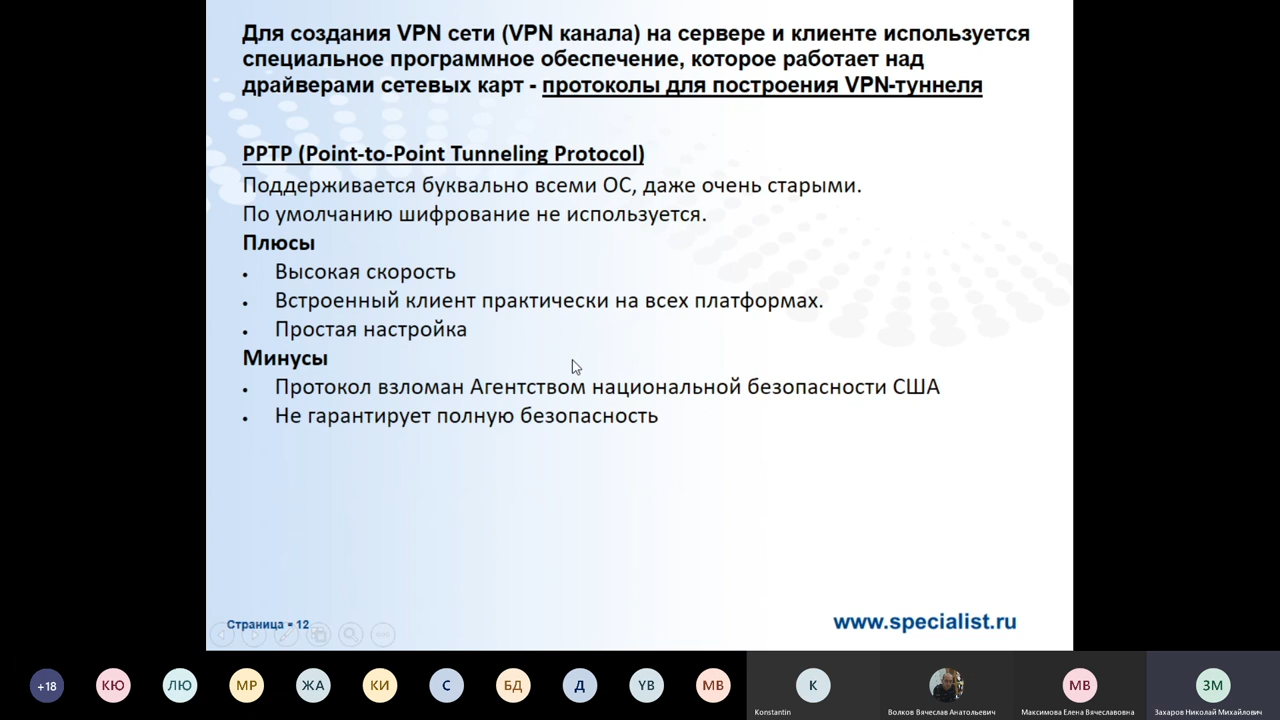 Для создания VPN сети (VPN канала) на сервере и клиенте используется
специальное программное обеспечение, которое работает над
драйверами сетевых карт - протоколы для построения VPN-туннеля
PPTP (Point-to-Point Tunneling Protocol)
Поддерживается буквально всеми ОС, даже очень старыми.
По умолчанию шифрование не используется.
Плюсы
• Высокая скорость
• Встроенный клиент практически на всех платформах.
• Простая настройка
Минусы
• Протокол взломан Агентством национальной безопасности США
• Не гарантирует полную безопасность
Страница = 12
www.specialist.ru
+18 КЮ ЛЮ МР ЖА КИ С БД Д YB МВ К МВ ЗМ
Konstantin Волков Вячеслав Анатольевич Максимова Елена Вячеславовна Захаров Николай Михайлович